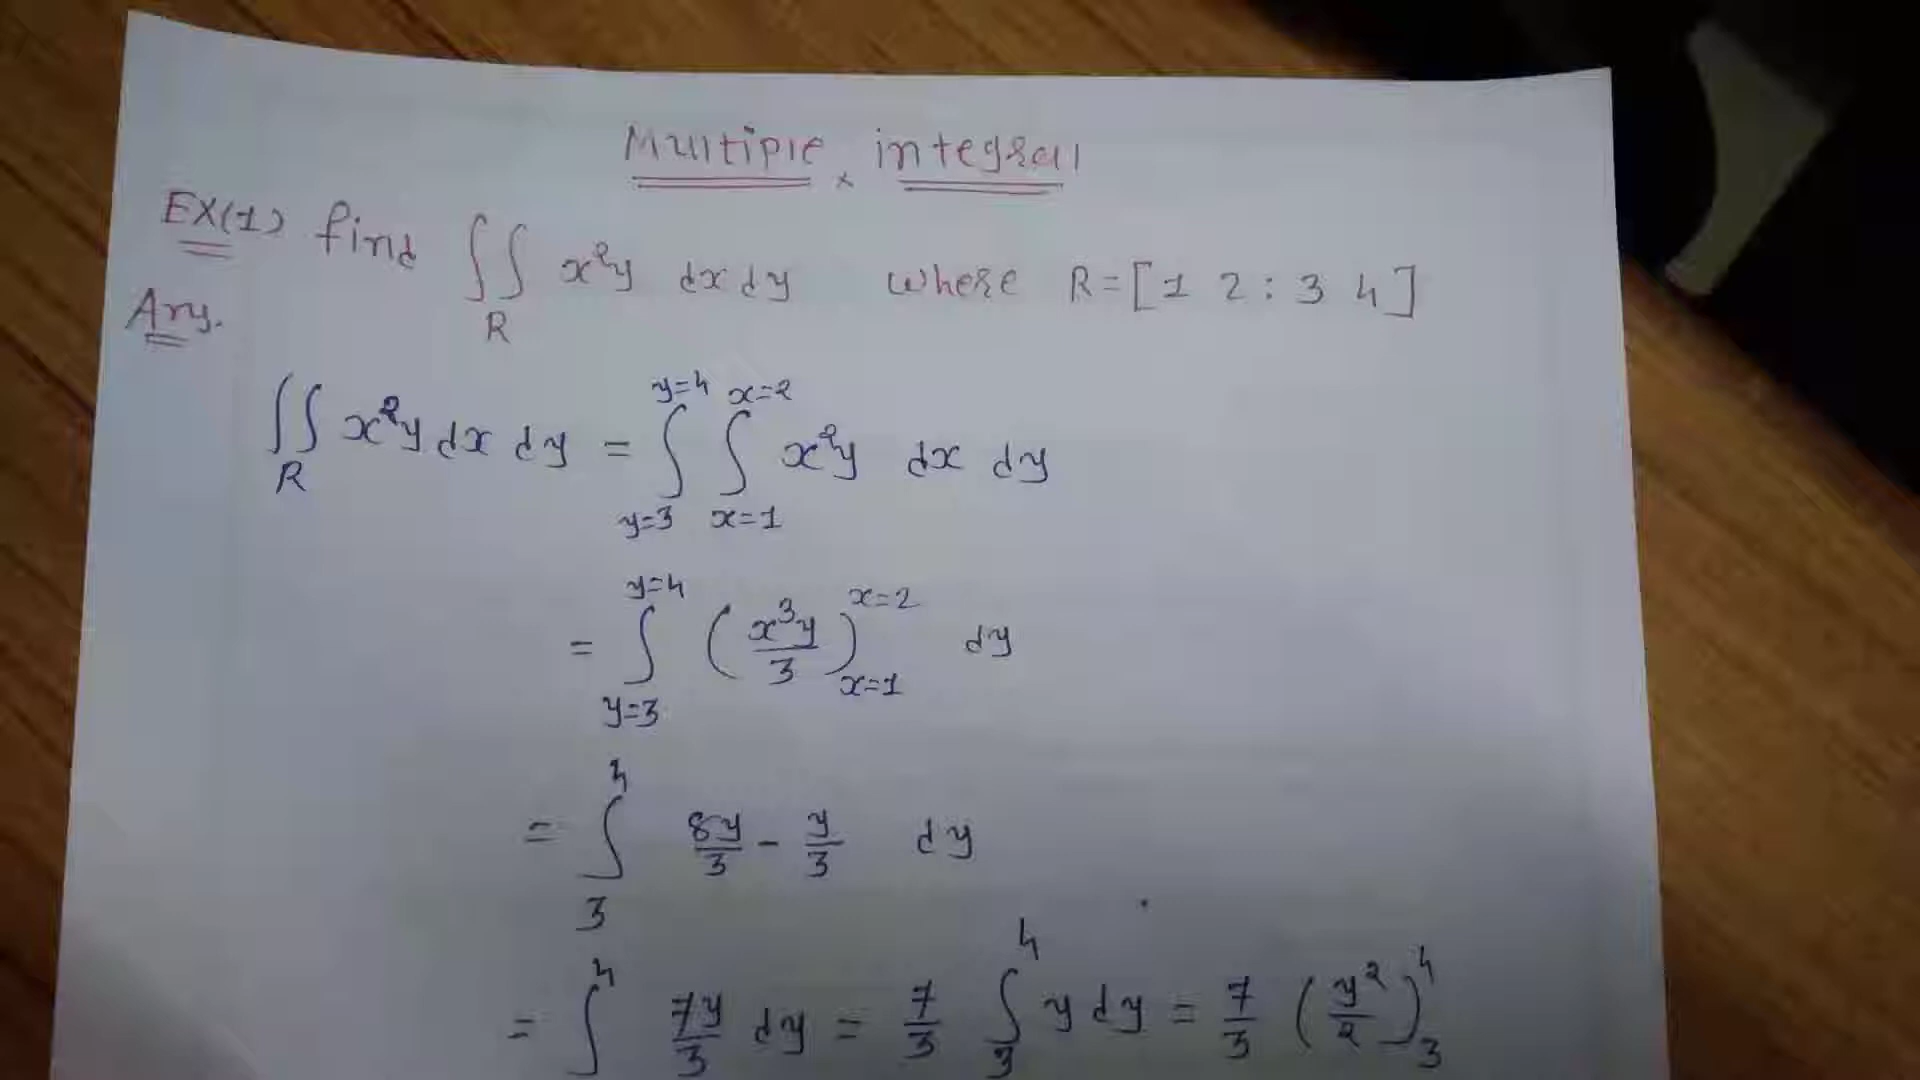 Multiple integral
EX(1) find ∫∫_R x²y dx dy where R=[1 2 : 3 4]
Ans.
∫∫_R x²y dx dy = ∫_{y=3}^{y=4} ∫_{x=1}^{x=2} x²y dx dy
= ∫_{y=3}^{y=4} (x³y/3)_{x=1}^{x=2} dy
= ∫_3^4 8y/3 - y/3 dy
= ∫^4 7y/3 dy = 7/3 ∫_3^4 y dy = 7/3 (y²/2)_3^4